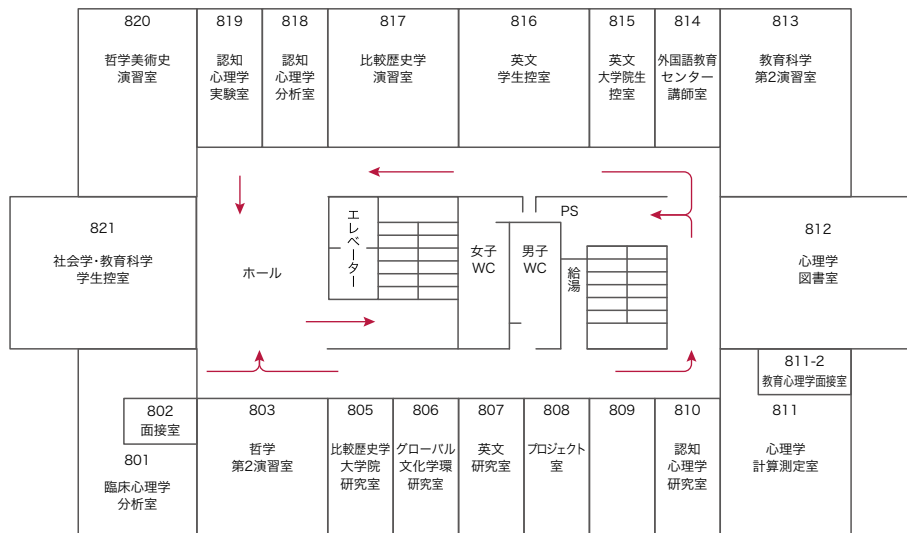 820
哲学美術史
演習室
819
認知
心理学
実験室
818
認知
心理学
分析室
817
比較歴史学
演習室
816
英文
学生控室
815
英文
大学院生
控室
814
外国語教育
センター
講師室
813
教育科学
第2演習室
821
社会学・教育科学
学生控室
ホール
エレベーター
女子
WC
男子
WC
PS
給湯
812
心理学
図書室
811-2
教育心理学面接室
802
面接室
801
臨床心理学
分析室
803
哲学
第2演習室
805
比較歴史学
大学院
研究室
806
グローバル
文化学環
研究室
807
英文
研究室
808
プロジェクト
室
809
810
認知
心理学
研究室
811
心理学
計算測定室